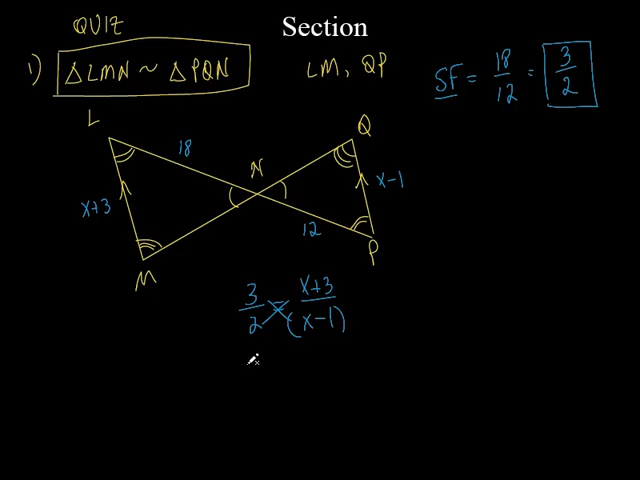 Section
QUIZ
1) △LMN ~ △PQN LM, QP
SF = 18/12 = 3/2
L
Q
18
N
x+3
x-1
12
P
M
3/2 = x+3/(x-1)